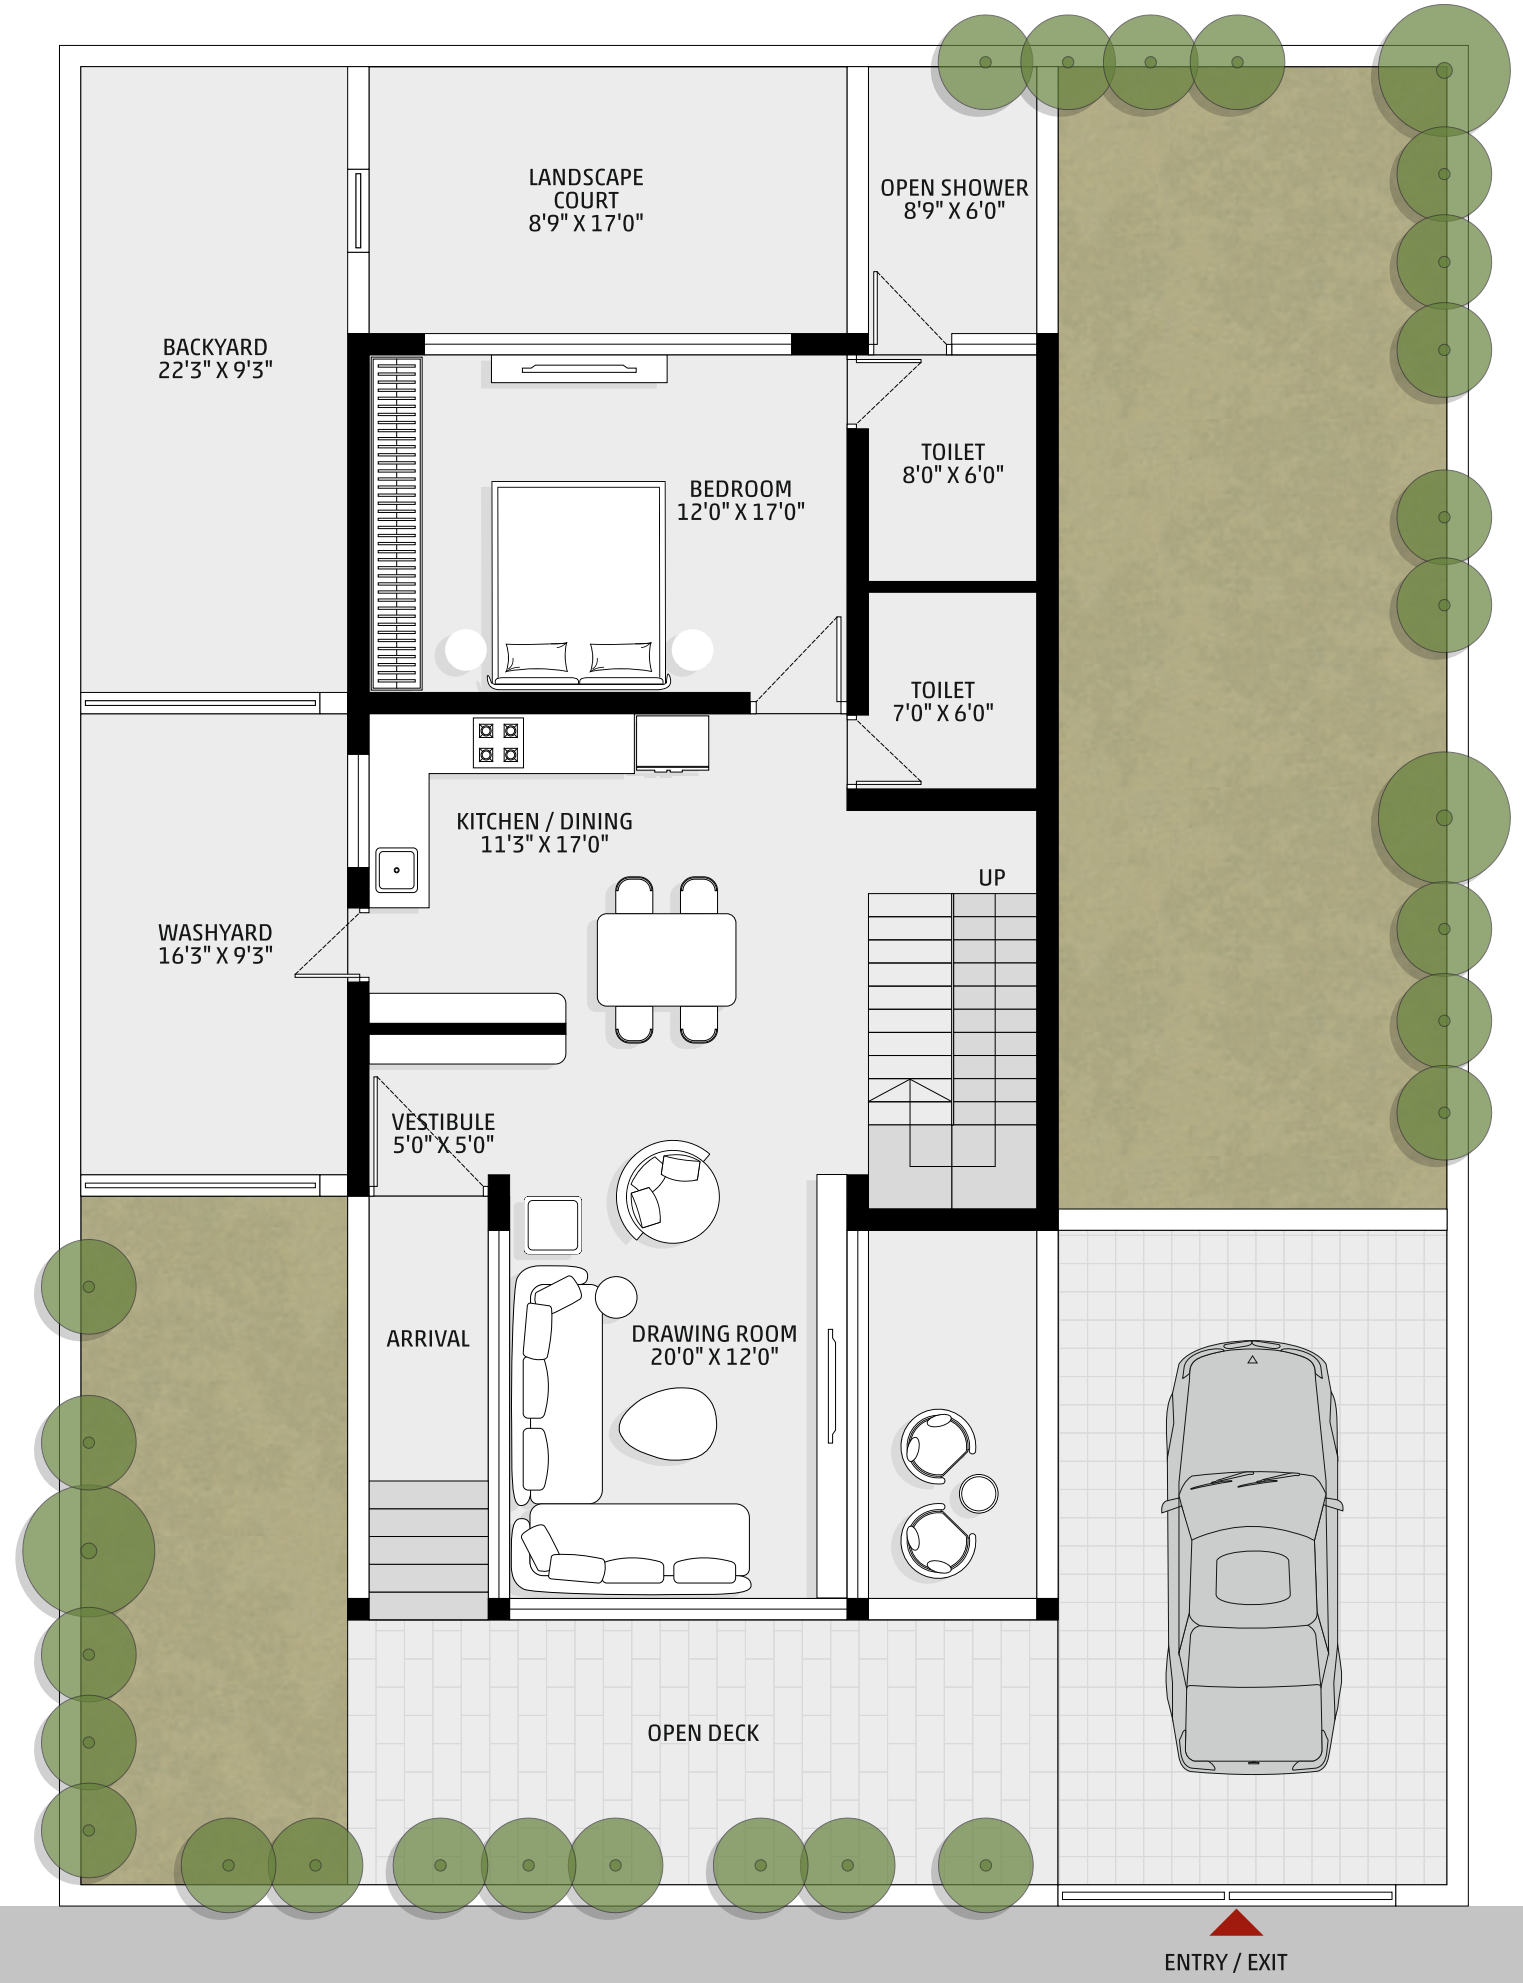 LANDSCAPE
COURT
8'9" X 17'0"
OPEN SHOWER
8'9" X 6'0"
BACKYARD
22'3" X 9'3"
TOILET
8'0" X 6'0"
BEDROOM
12'0" X 17'0"
TOILET
7'0" X 6'0"
KITCHEN / DINING
11'3" X 17'0"
UP
WASHYARD
16'3" X 9'3"
VESTIBULE
5'0" X 5'0"
ARRIVAL
DRAWING ROOM
20'0" X 12'0"
OPEN DECK
ENTRY / EXIT